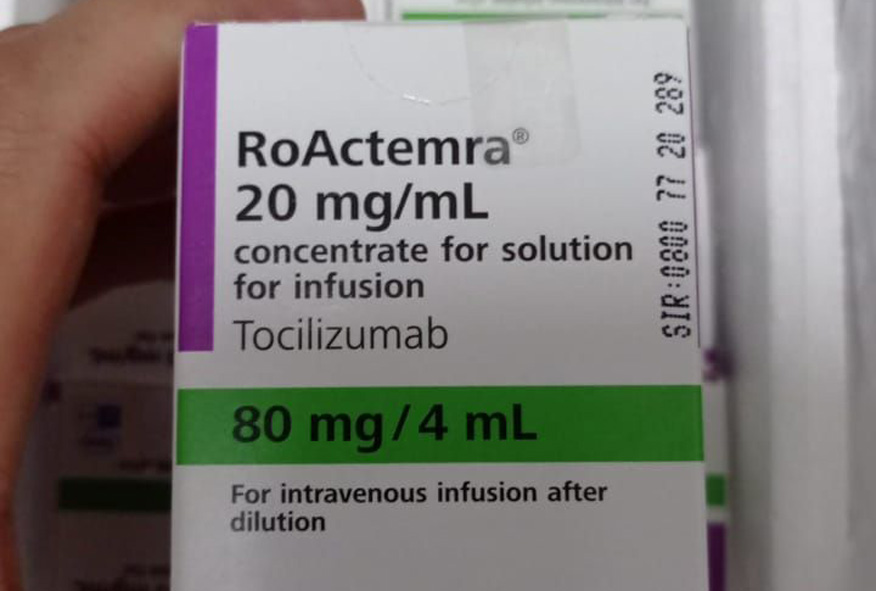 RoActemra®
20 mg/mL
concentrate for solution
for infusion
Tocilizumab
80 mg/4 mL
For intravenous infusion after
dilution
SIR:0800 77 20 289